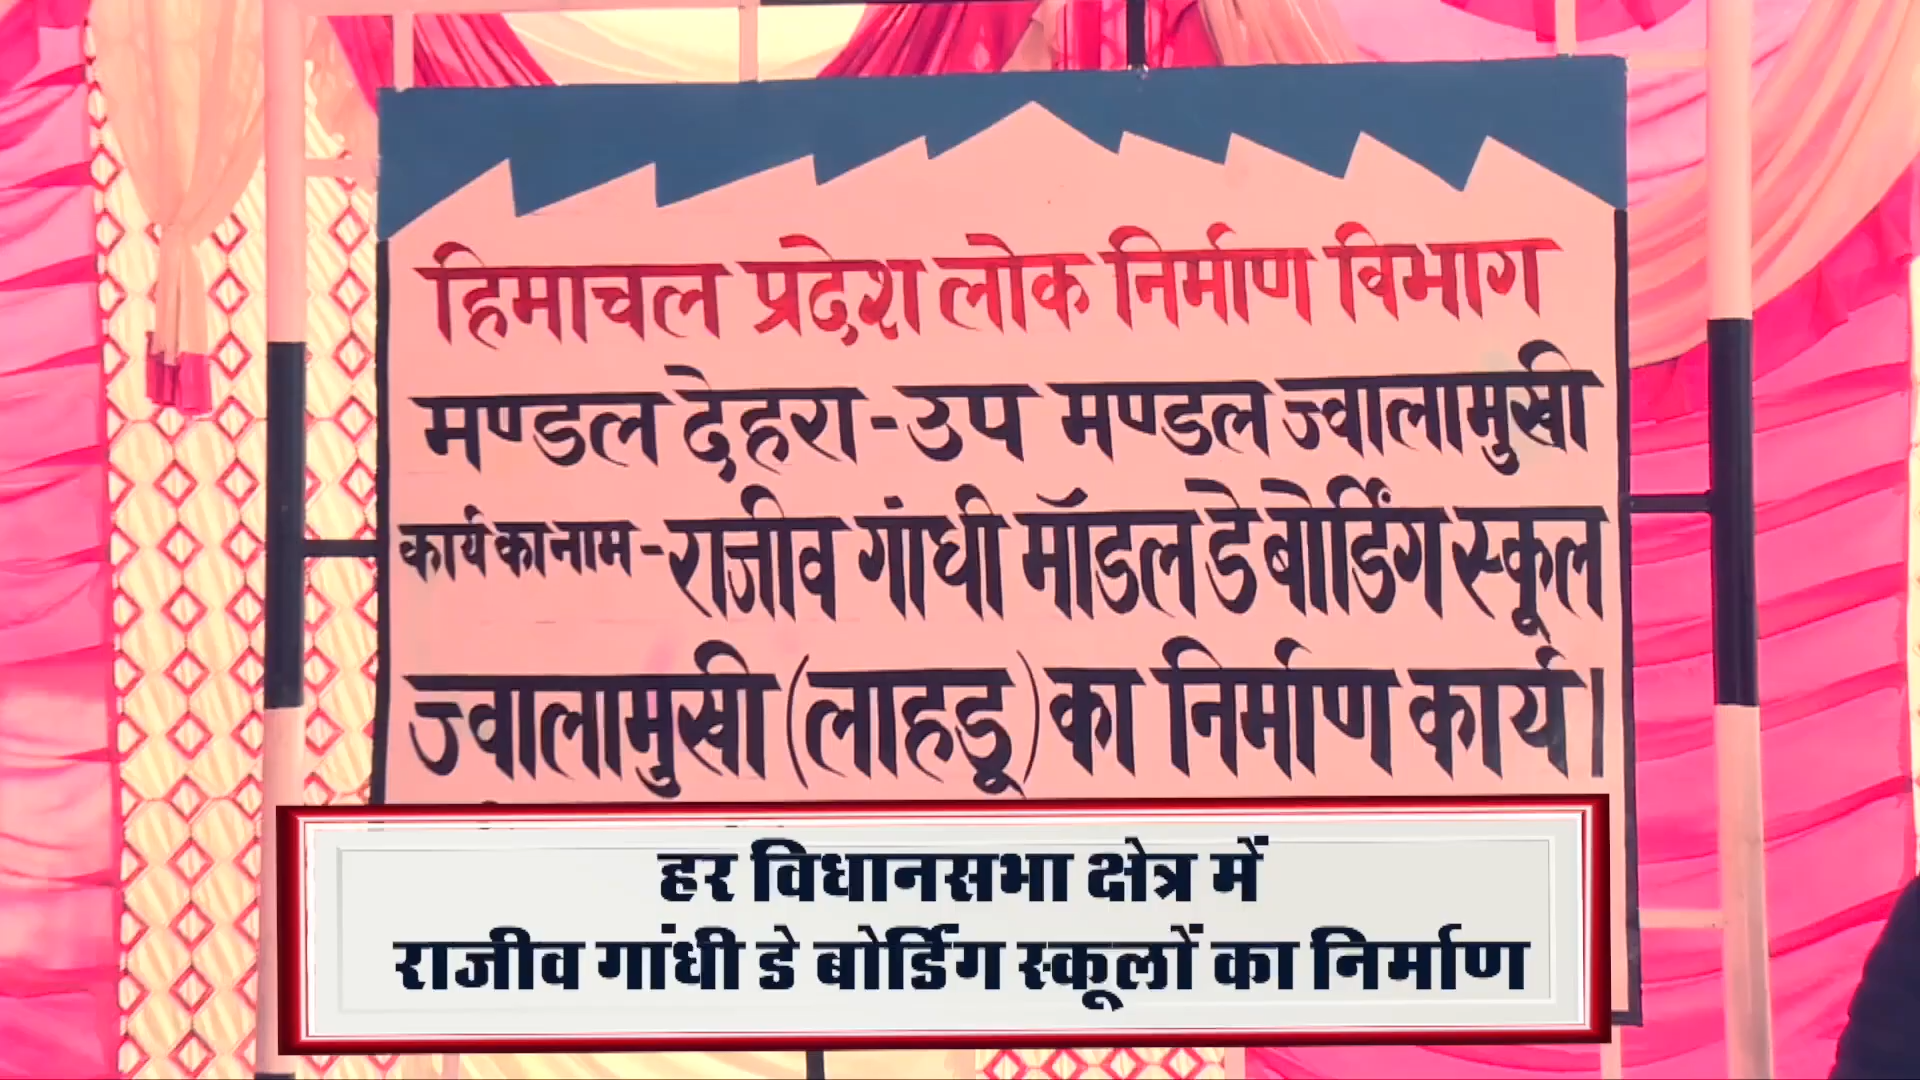 हिमाचल प्रदेश लोक निर्माण विभाग
मण्डल देहरा-उप मण्डल ज्वालामुखी
कार्य का नाम -राजीव गांधी मॉडल डे बोर्डिंग स्कूल
ज्वालामुखी (लाहडू) का निर्माण कार्य।
हर विधानसभा क्षेत्र में
राजीव गांधी डे बोर्डिंग स्कूलों का निर्माण